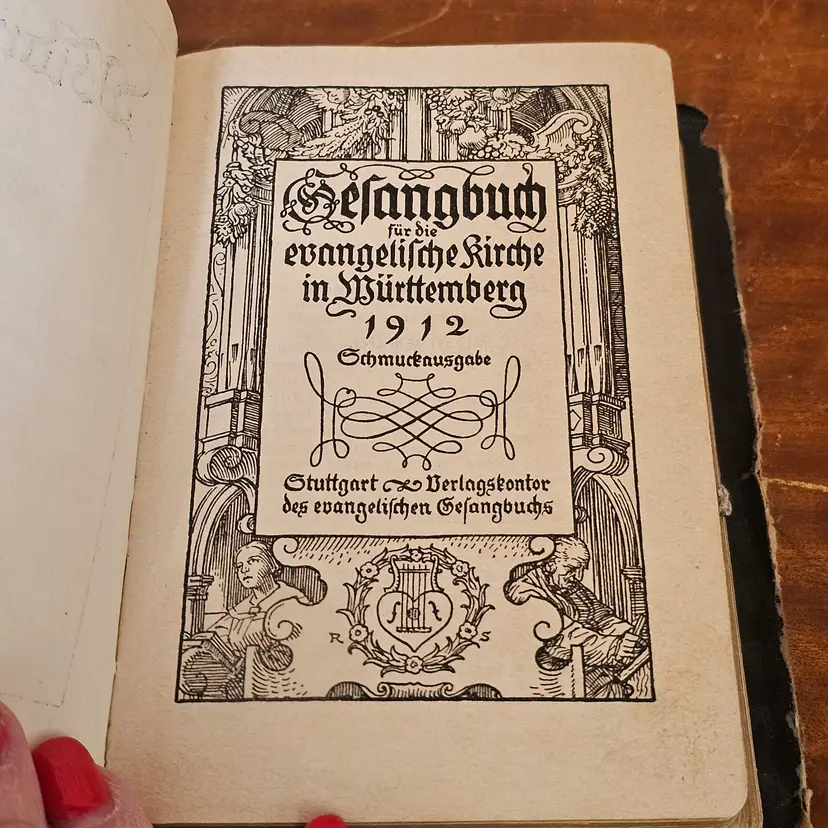 Gesangbuch
für die
evangelische Kirche
in Württemberg
1912
Schmuckausgabe
Stuttgart Verlagskontor
des evangelischen Gesangbuchs
R S